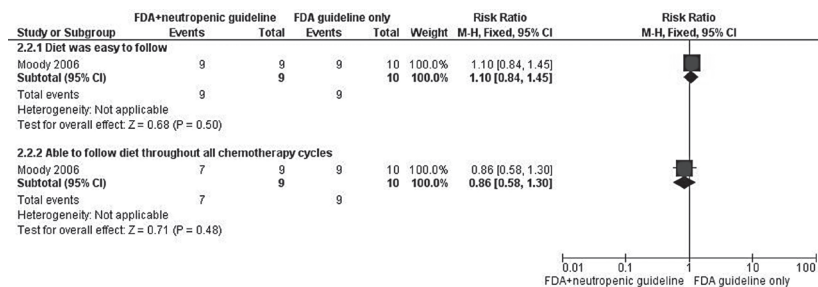 FDA+neutropenic guideline FDA guideline only Risk Ratio Risk Ratio
Study or Subgroup Events Total Events Total Weight M-H, Fixed, 95% CI M-H, Fixed, 95% CI
2.2.1 Diet was easy to follow
Moody 2006 9 9 9 10 100.0% 1.10 [0.84, 1.45]
Subtotal (95% CI) 9 10 100.0% 1.10 [0.84, 1.45]
Total events 9 9
Heterogeneity: Not applicable
Test for overall effect: Z = 0.68 (P = 0.50)
2.2.2 Able to follow diet throughout all chemotherapy cycles
Moody 2006 7 9 9 10 100.0% 0.86 [0.58, 1.30]
Subtotal (95% CI) 9 10 100.0% 0.86 [0.58, 1.30]
Total events 7 9
Heterogeneity: Not applicable
Test for overall effect: Z = 0.71 (P = 0.48)
0.01 0.1 1 10 100
FDA+neutropenic guideline FDA guideline only